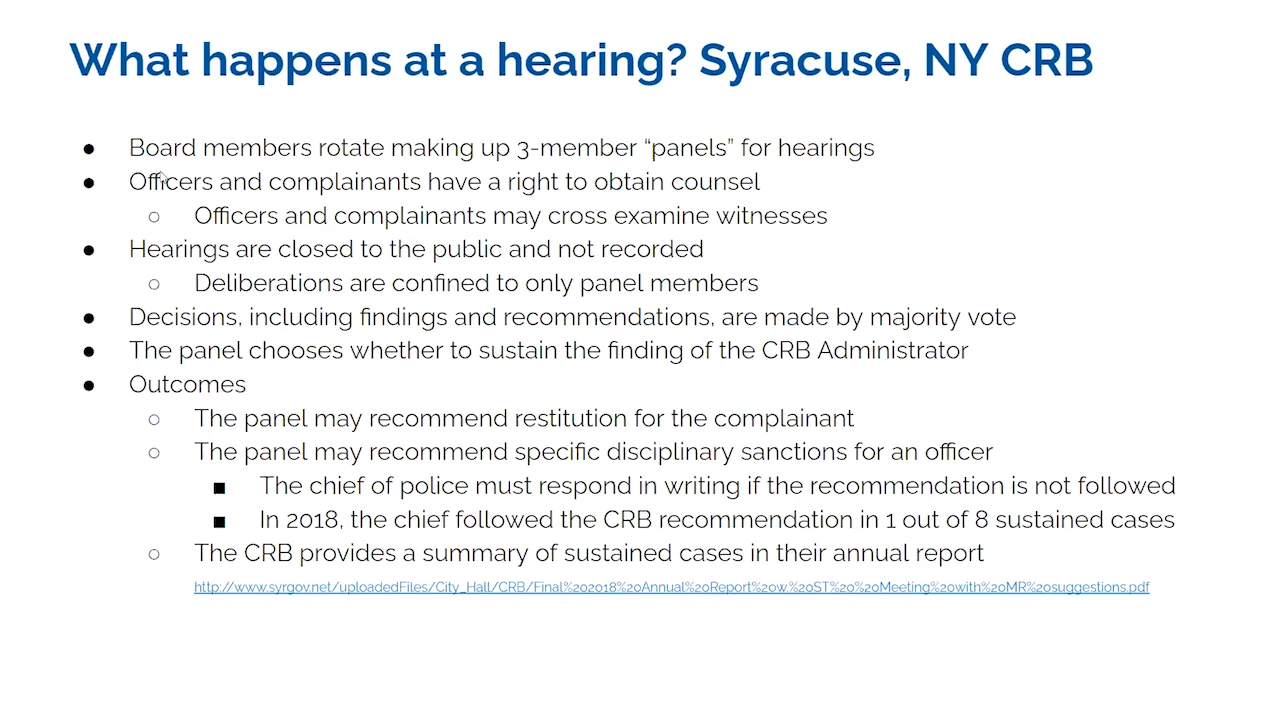 What happens at a hearing? Syracuse, NY CRB
● Board members rotate making up 3-member “panels” for hearings
● Officers and complainants have a right to obtain counsel
○ Officers and complainants may cross examine witnesses
● Hearings are closed to the public and not recorded
○ Deliberations are confined to only panel members
● Decisions, including findings and recommendations, are made by majority vote
● The panel chooses whether to sustain the finding of the CRB Administrator
● Outcomes
○ The panel may recommend restitution for the complainant
○ The panel may recommend specific disciplinary sanctions for an officer
■ The chief of police must respond in writing if the recommendation is not followed
■ In 2018, the chief followed the CRB recommendation in 1 out of 8 sustained cases
○ The CRB provides a summary of sustained cases in their annual report
http://www.syrgov.net/uploadedFiles/City_Hall/CRB/Final%202018%20Annual%20Report%20w.%20ST%20%20Meeting%20with%20MR%20suggestions.pdf